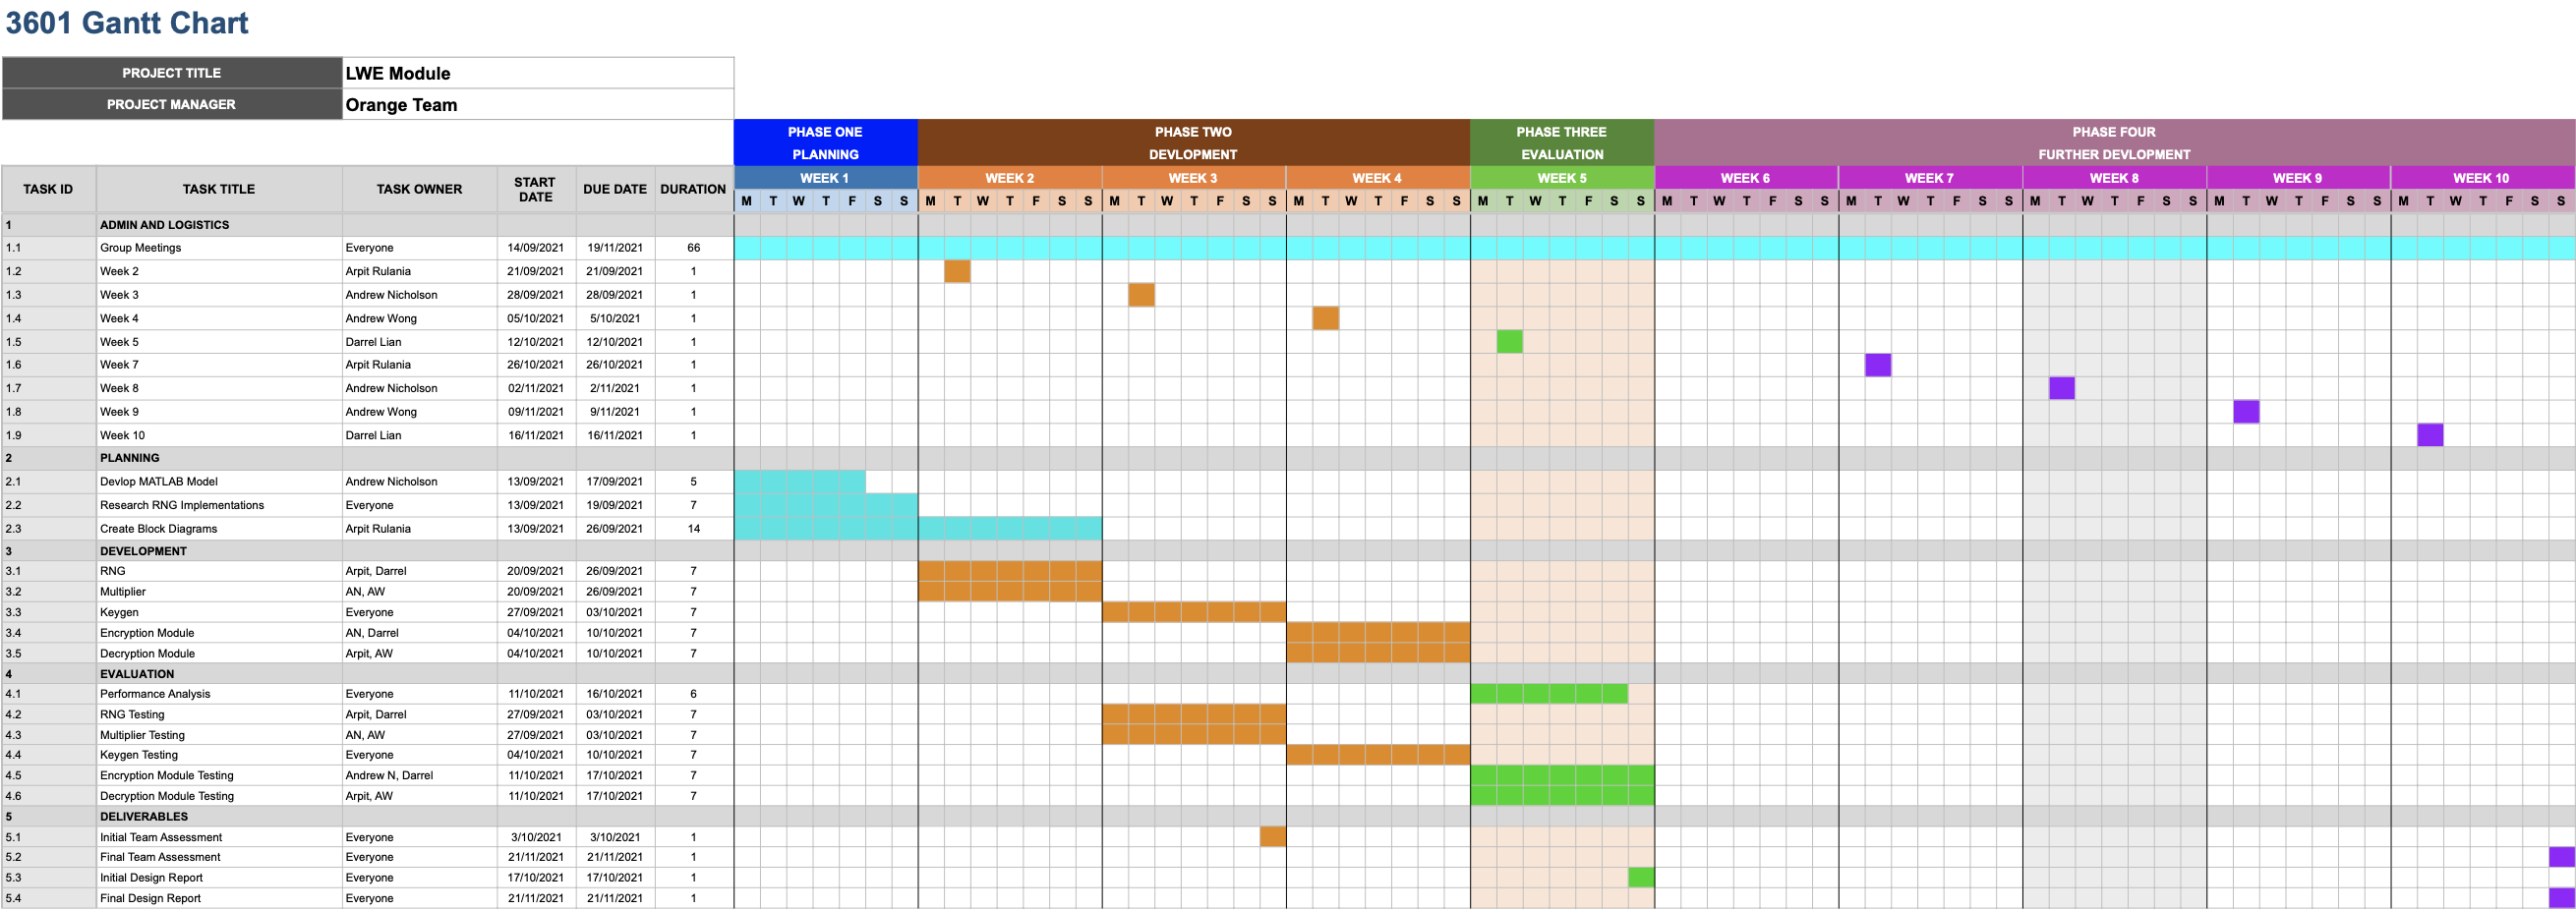 3601 Gantt Chart
PROJECT TITLE LWE Module
PROJECT MANAGER Orange Team
PHASE ONE PHASE TWO PHASE THREE PHASE FOUR
PLANNING DEVLOPMENT EVALUATION FURTHER DEVLOPMENT
TASK ID TASK TITLE TASK OWNER START DATE DUE DATE DURATION WEEK 1 WEEK 2 WEEK 3 WEEK 4 WEEK 5 WEEK 6 WEEK 7 WEEK 8 WEEK 9 WEEK 10
M T W T F S S M T W T F S S M T W T F S S M T W T F S S M T W T F S S M T W T F S S M T W T F S S M T W T F S S M T W T F S S M T W T F S S
1 ADMIN AND LOGISTICS
1.1 Group Meetings Everyone 14/09/2021 19/11/2021 66
1.2 Week 2 Arpit Rulania 21/09/2021 21/09/2021 1
1.3 Week 3 Andrew Nicholson 28/09/2021 28/09/2021 1
1.4 Week 4 Andrew Wong 05/10/2021 5/10/2021 1
1.5 Week 5 Darrel Lian 12/10/2021 12/10/2021 1
1.6 Week 7 Arpit Rulania 26/10/2021 26/10/2021 1
1.7 Week 8 Andrew Nicholson 02/11/2021 2/11/2021 1
1.8 Week 9 Andrew Wong 09/11/2021 9/11/2021 1
1.9 Week 10 Darrel Lian 16/11/2021 16/11/2021 1
2 PLANNING
2.1 Devlop MATLAB Model Andrew Nicholson 13/09/2021 17/09/2021 5
2.2 Research RNG Implementations Everyone 13/09/2021 19/09/2021 7
2.3 Create Block Diagrams Arpit Rulania 13/09/2021 26/09/2021 14
3 DEVELOPMENT
3.1 RNG Arpit, Darrel 20/09/2021 26/09/2021 7
3.2 Multiplier AN, AW 20/09/2021 26/09/2021 7
3.3 Keygen Everyone 27/09/2021 03/10/2021 7
3.4 Encryption Module AN, Darrel 04/10/2021 10/10/2021 7
3.5 Decryption Module Arpit, AW 04/10/2021 10/10/2021 7
4 EVALUATION
4.1 Performance Analysis Everyone 11/10/2021 16/10/2021 6
4.2 RNG Testing Arpit, Darrel 27/09/2021 03/10/2021 7
4.3 Multiplier Testing AN, AW 27/09/2021 03/10/2021 7
4.4 Keygen Testing Everyone 04/10/2021 10/10/2021 7
4.5 Encryption Module Testing Andrew N, Darrel 11/10/2021 17/10/2021 7
4.6 Decryption Module Testing Arpit, AW 11/10/2021 17/10/2021 7
5 DELIVERABLES
5.1 Initial Team Assessment Everyone 3/10/2021 3/10/2021 1
5.2 Final Team Assessment Everyone 21/11/2021 21/11/2021 1
5.3 Initial Design Report Everyone 17/10/2021 17/10/2021 1
5.4 Final Design Report Everyone 21/11/2021 21/11/2021 1